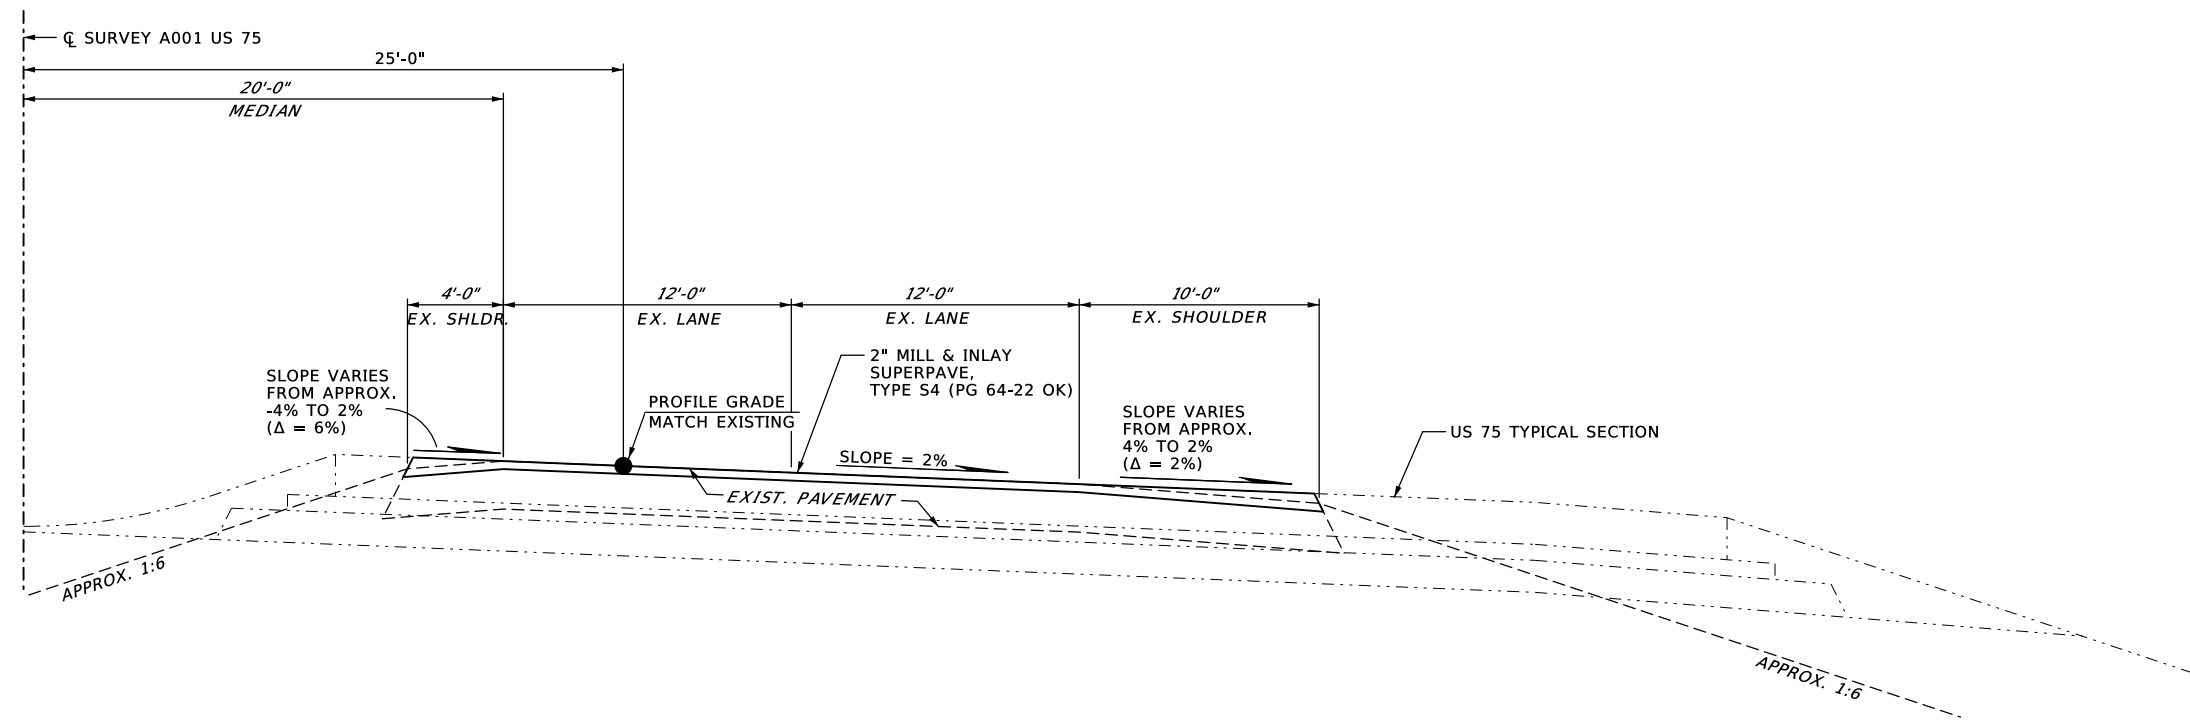 ℄ SURVEY A001 US 75
25'-0"
20'-0"
MEDIAN
4'-0"
EX. SHLDR.
12'-0"
EX. LANE
12'-0"
EX. LANE
10'-0"
EX. SHOULDER
SLOPE VARIES
FROM APPROX.
-4% TO 2%
(Δ = 6%)
PROFILE GRADE
MATCH EXISTING
2" MILL & INLAY
SUPERPAVE,
TYPE S4 (PG 64-22 OK)
SLOPE = 2%
SLOPE VARIES
FROM APPROX.
4% TO 2%
(Δ = 2%)
US 75 TYPICAL SECTION
EXIST. PAVEMENT
APPROX. 1:6
APPROX. 1:6